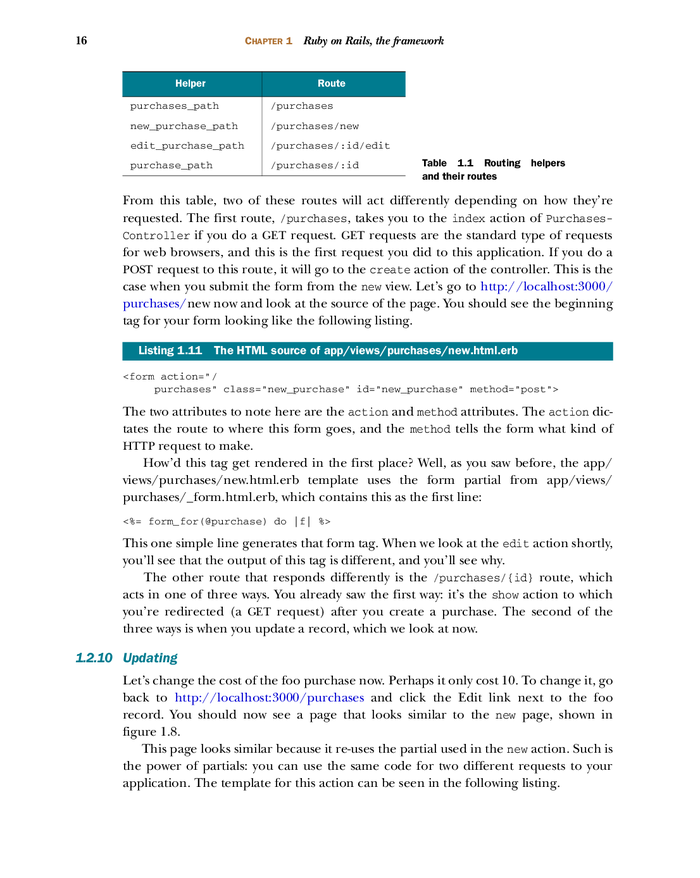 16
CHAPTER 1 Ruby on Rails, the framework
Helper Route
purchases_path /purchases
new_purchase_path /purchases/new
edit_purchase_path /purchases/:id/edit
purchase_path /purchases/:id
Table 1.1 Routing helpers
and their routes
From this table, two of these routes will act differently depending on how they’re
requested. The first route, /purchases, takes you to the index action of Purchases-
Controller if you do a GET request. GET requests are the standard type of requests
for web browsers, and this is the first request you did to this application. If you do a
POST request to this route, it will go to the create action of the controller. This is the
case when you submit the form from the new view. Let’s go to http://localhost:3000/
purchases/new now and look at the source of the page. You should see the beginning
tag for your form looking like the following listing.
Listing 1.11 The HTML source of app/views/purchases/new.html.erb
<form action="/
purchases" class="new_purchase" id="new_purchase" method="post">
The two attributes to note here are the action and method attributes. The action dic-
tates the route to where this form goes, and the method tells the form what kind of
HTTP request to make.
How’d this tag get rendered in the first place? Well, as you saw before, the app/
views/purchases/new.html.erb template uses the form partial from app/views/
purchases/_form.html.erb, which contains this as the first line:
<%= form_for(@purchase) do |f| %>
This one simple line generates that form tag. When we look at the edit action shortly,
you’ll see that the output of this tag is different, and you’ll see why.
The other route that responds differently is the /purchases/{id} route, which
acts in one of three ways. You already saw the first way: it’s the show action to which
you’re redirected (a GET request) after you create a purchase. The second of the
three ways is when you update a record, which we look at now.
1.2.10 Updating
Let’s change the cost of the foo purchase now. Perhaps it only cost 10. To change it, go
back to http://localhost:3000/purchases and click the Edit link next to the foo
record. You should now see a page that looks similar to the new page, shown in
figure 1.8.
This page looks similar because it re-uses the partial used in the new action. Such is
the power of partials: you can use the same code for two different requests to your
application. The template for this action can be seen in the following listing.